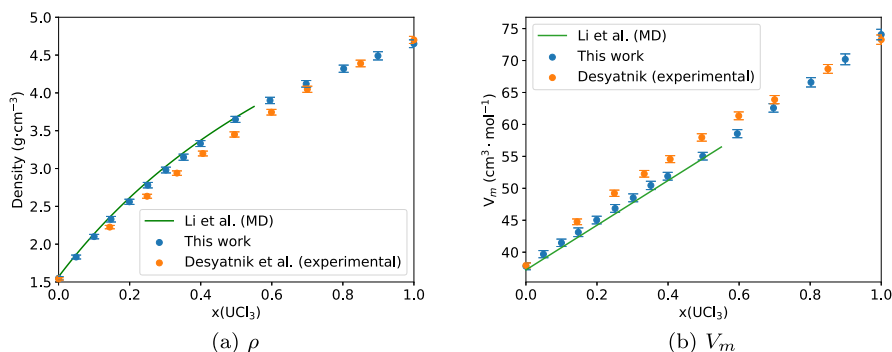 5.0
4.5
4.0
3.5
3.0
2.5
2.0
1.5
Density (g·cm⁻³)
Li et al. (MD)
This work
Desyatnik et al. (experimental)
0.0 0.2 0.4 0.6 0.8 1.0
x(UCl₃)
(a) ρ
75
70
65
60
55
50
45
40
Vₘ (cm³ · mol⁻¹)
Li et al. (MD)
This work
Desyatnik (experimental)
0.0 0.2 0.4 0.6 0.8 1.0
x(UCl₃)
(b) Vₘ